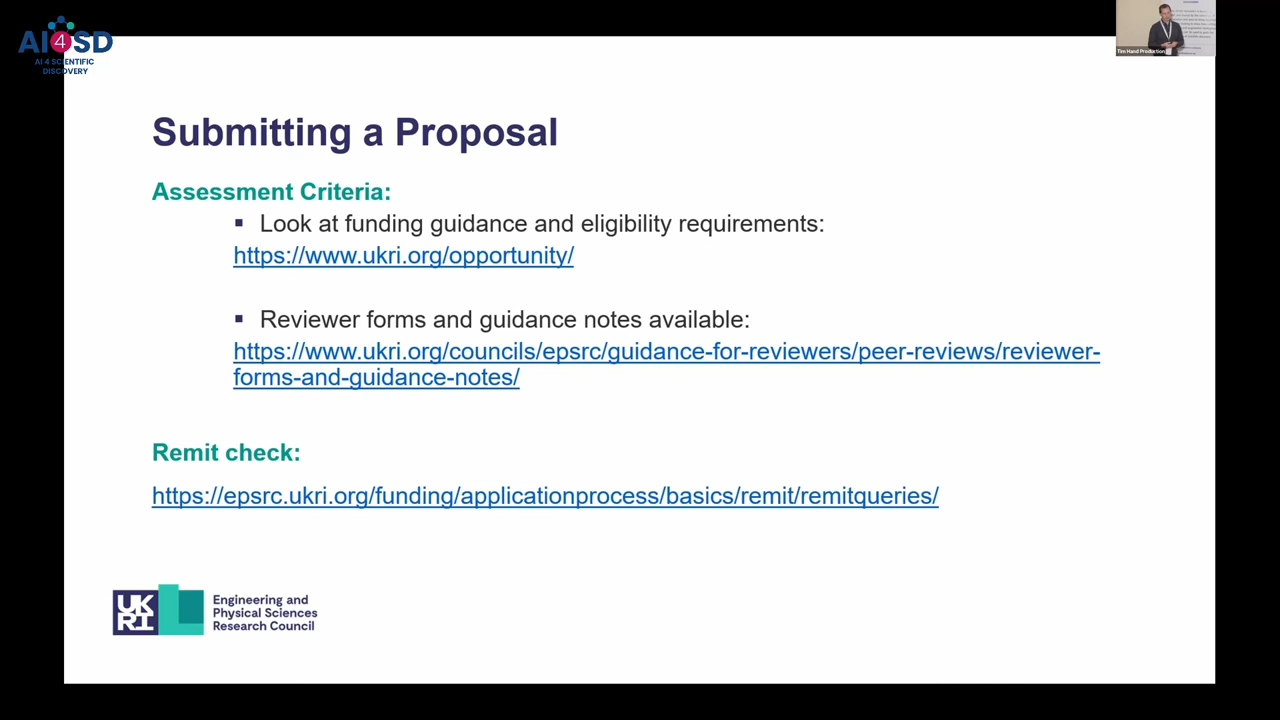 AI4SD
AI 4 SCIENTIFIC
DISCOVERY
Tim Hand Production
Submitting a Proposal
Assessment Criteria:
▪ Look at funding guidance and eligibility requirements:
https://www.ukri.org/opportunity/
▪ Reviewer forms and guidance notes available:
https://www.ukri.org/councils/epsrc/guidance-for-reviewers/peer-reviews/reviewer-
forms-and-guidance-notes/
Remit check:
https://epsrc.ukri.org/funding/applicationprocess/basics/remit/remitqueries/
UK
RI
Engineering and
Physical Sciences
Research Council